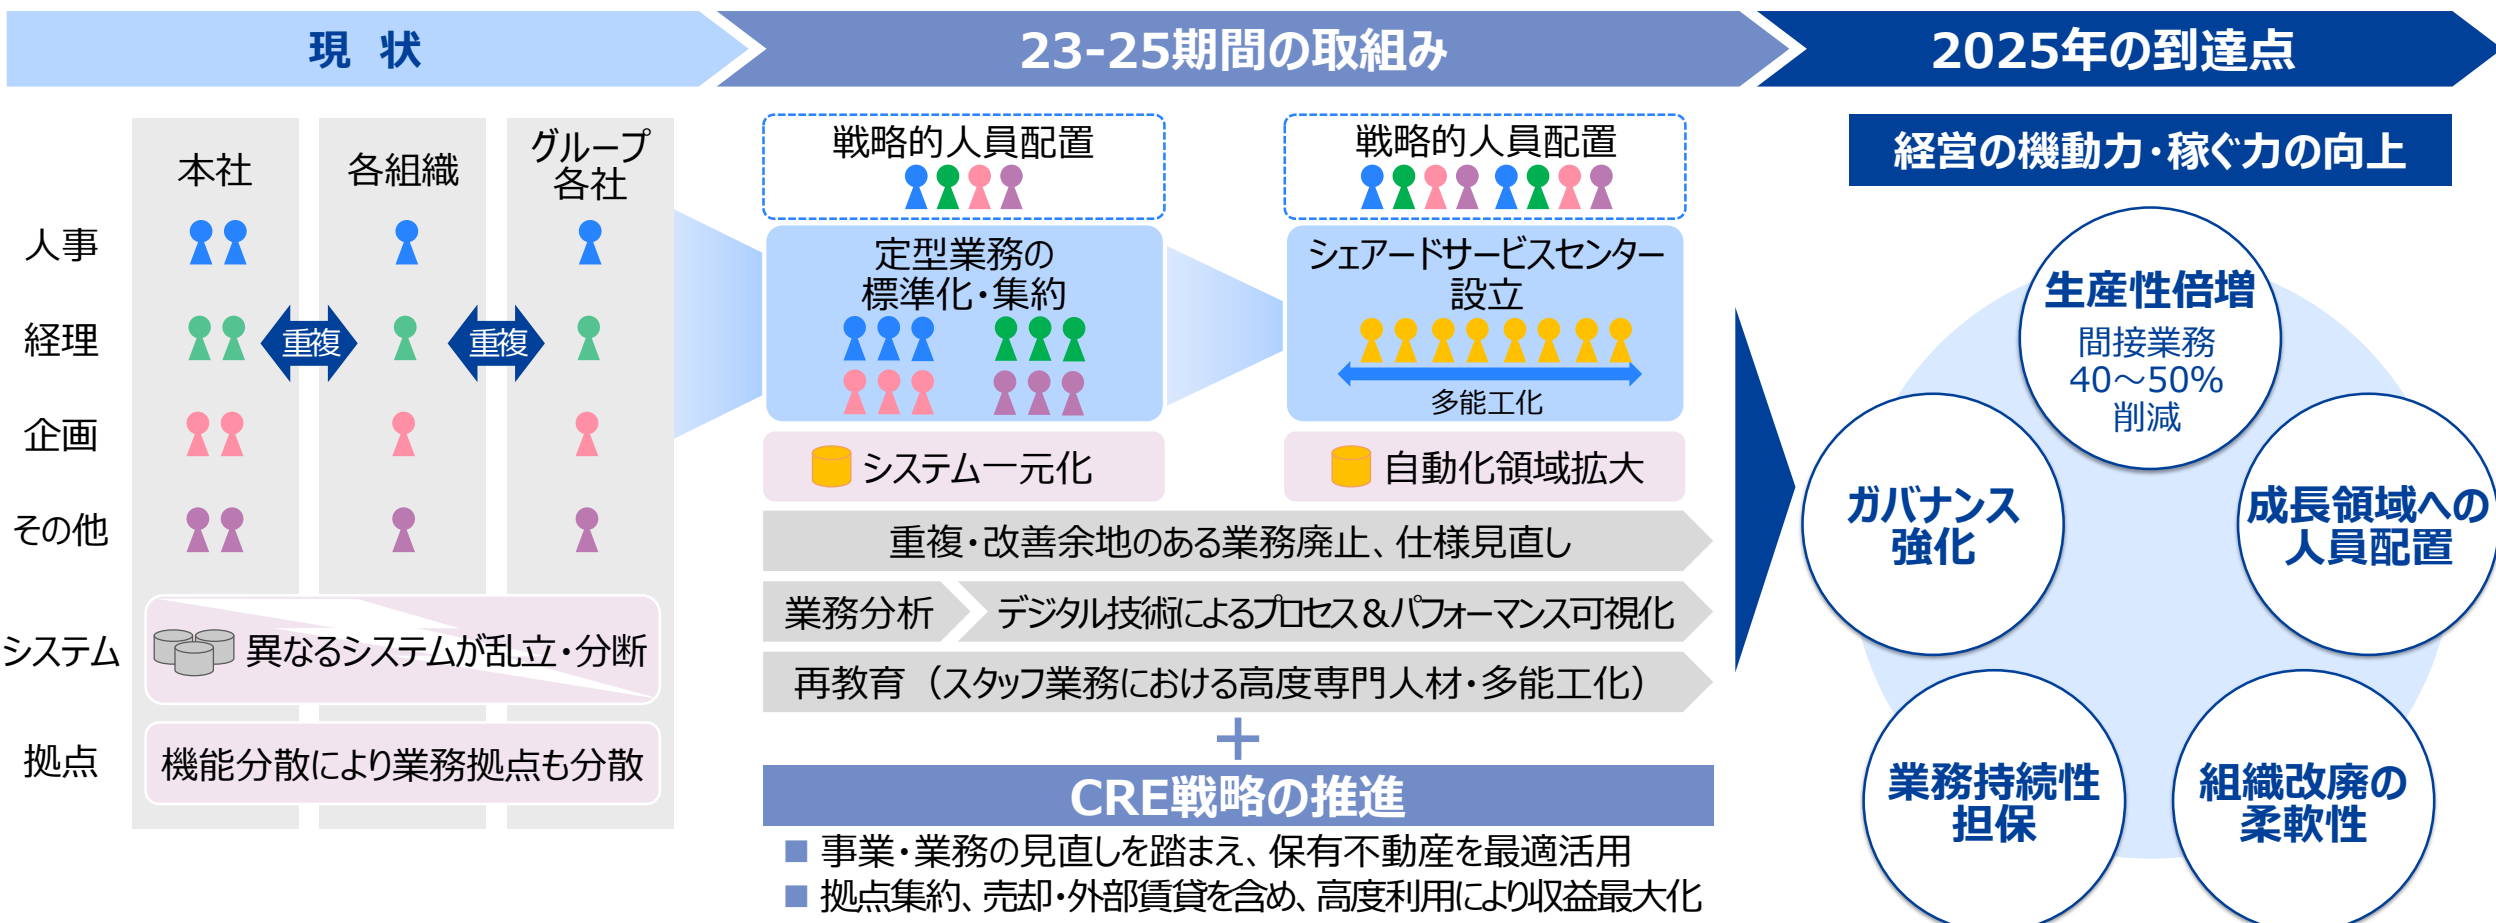 現 状
23-25期間の取組み
2025年の到達点
本社
各組織
グループ
各社
人事
経理
重複
重複
企画
その他
システム
異なるシステムが乱立・分断
拠点
機能分散により業務拠点も分散
戦略的人員配置
定型業務の
標準化・集約
システム一元化
戦略的人員配置
シェアードサービスセンター
設立
多能工化
自動化領域拡大
重複・改善余地のある業務廃止、仕様見直し
業務分析
デジタル技術によるプロセス＆パフォーマンス可視化
再教育（スタッフ業務における高度専門人材・多能工化）
＋
CRE戦略の推進
■ 事業・業務の見直しを踏まえ、保有不動産を最適活用
■ 拠点集約、売却・外部賃貸を含め、高度利用により収益最大化
経営の機動力・稼ぐ力の向上
生産性倍増
間接業務
40～50%
削減
ガバナンス
強化
成長領域への
人員配置
業務持続性
担保
組織改廃の
柔軟性